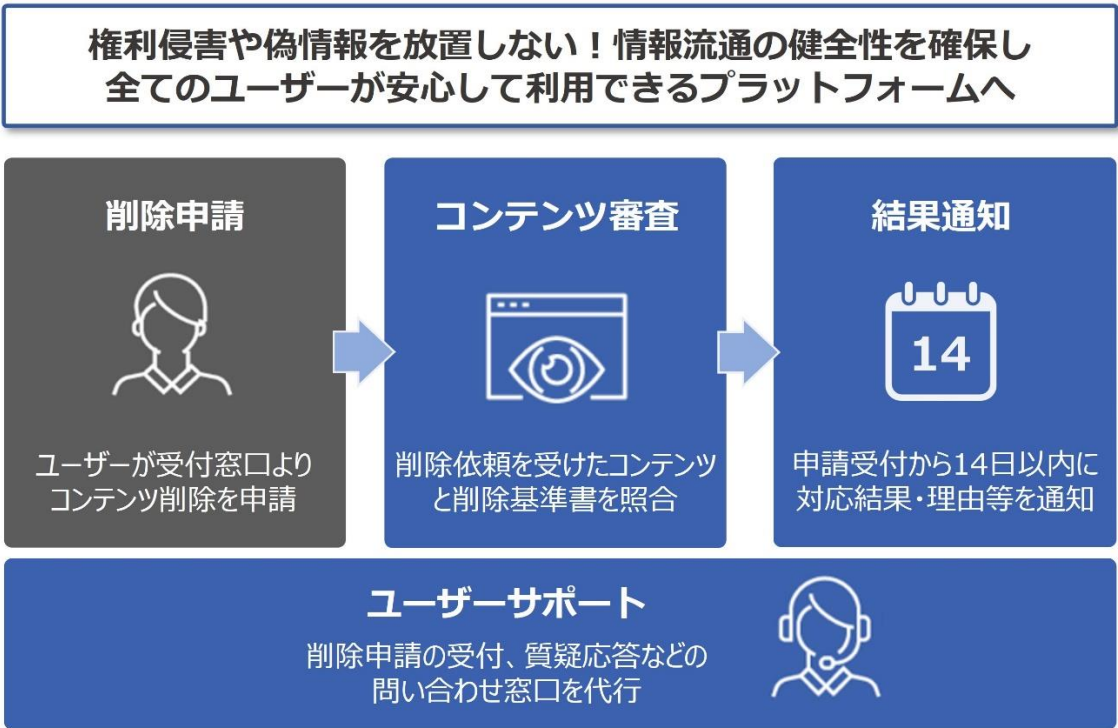 権利侵害や偽情報を放置しない！情報流通の健全性を確保し
全てのユーザーが安心して利用できるプラットフォームへ
削除申請
ユーザーが受付窓口より
コンテンツ削除を申請
コンテンツ審査
削除依頼を受けたコンテンツ
と削除基準書を照合
結果通知
14
申請受付から14日以内に
対応結果・理由等を通知
ユーザーサポート
削除申請の受付、質疑応答などの
問い合わせ窓口を代行